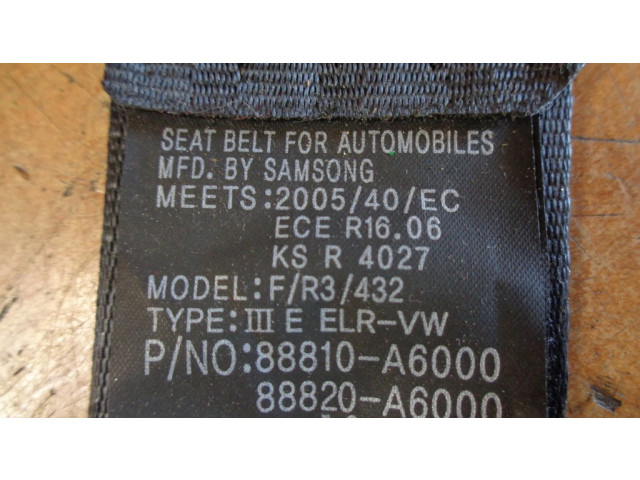 SEAT BELT FOR AUTOMOBILES
MFD. BY SAMSONG
MEETS:2005/40/EC
ECE R16.06
KS R 4027
MODEL:F/R3/432
TYPE:III E ELR-VW
P/NO:88810-A6000
88820-A6000